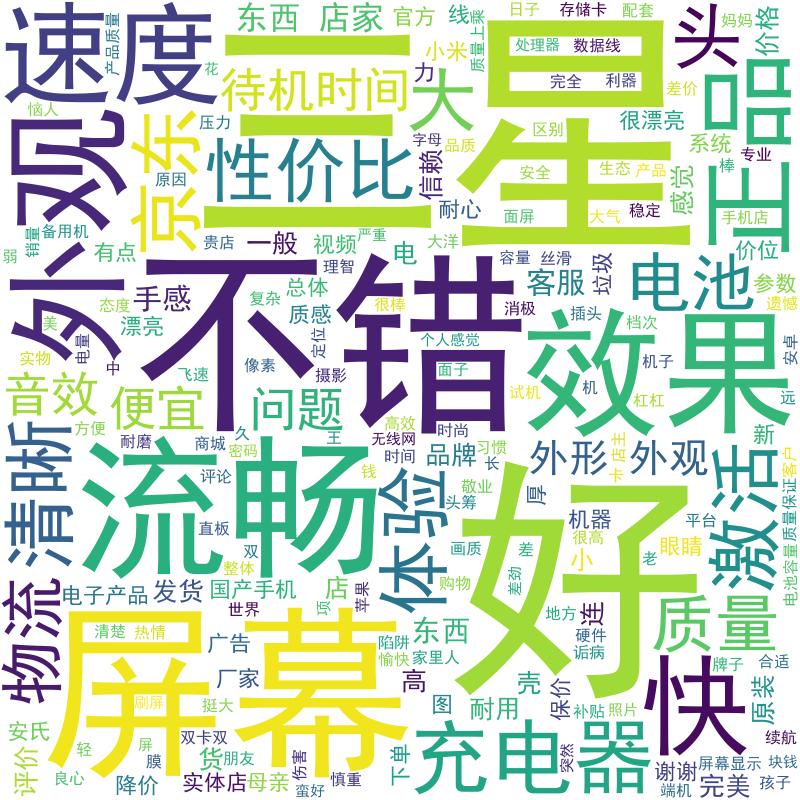 速度
产品质量
东西 店家
官方
线
质量上乘
日子
存储卡
配套
妈妈
价格
三星
头
小米
力
处理器
数据线
待机时间
大
完全
利器
差价
正品
恼人
花
外观
京东
压力
性价比
字母
信赖
品质
区别
很漂亮
系统
棒
专业
原因
耐心
安全
生态
产品
感觉
面屏
大气
稳定
手机店
销量
备用机
贵店
一般
视频
严重
电
大洋
容量
丝滑
垃圾
价位
弱
有点
理智
客服
电池
参数
不错
态度
手感
复杂
总体
很棒
消极
遗憾
美
漂亮
质感
定位
插头
档次
效果
实物
电量
中
飞速
像素
摄影
个人感觉
面子
机子
安卓
音效
便宜
问题
试机
机
杠杠
远
方便
耐磨
商城
久
密码
王
高效
无线网
时间
时尚
品牌
习惯
长
外形
外观
卡
店主
新
客户
清晰
流畅
评论
钱
体验
敬业
头筹
厚
好
激活
质量保证
直板
双
机器
平台
整体
画质
差
很高
眼睛
小
老
电池容量
物流
电子产品
发货
国产手机
店
购物
差劲
世界
项
苹果
地方
连
质量
屏幕
清楚
热情
广告
陷阱
愉快
东西
家里人
硬件
诟病
厂家
高
壳
保价
快
牌子
合适
原装
刷屏
挺大
图
耐用
补贴
照片
安氏
评价
轻
屏
膜
双卡双
货
朋友
伤害
下单
充电器
突然
续航
良心
降价
实体店
母亲
蛮好
慎重
谢谢
屏幕显示
块钱
端机
完美
孩子